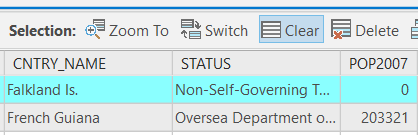 Selection: Zoom To Switch Clear Delete
CNTRY_NAME STATUS POP2007
Falkland Is. Non-Self-Governing T... 0
French Guiana Oversea Department o... 203321